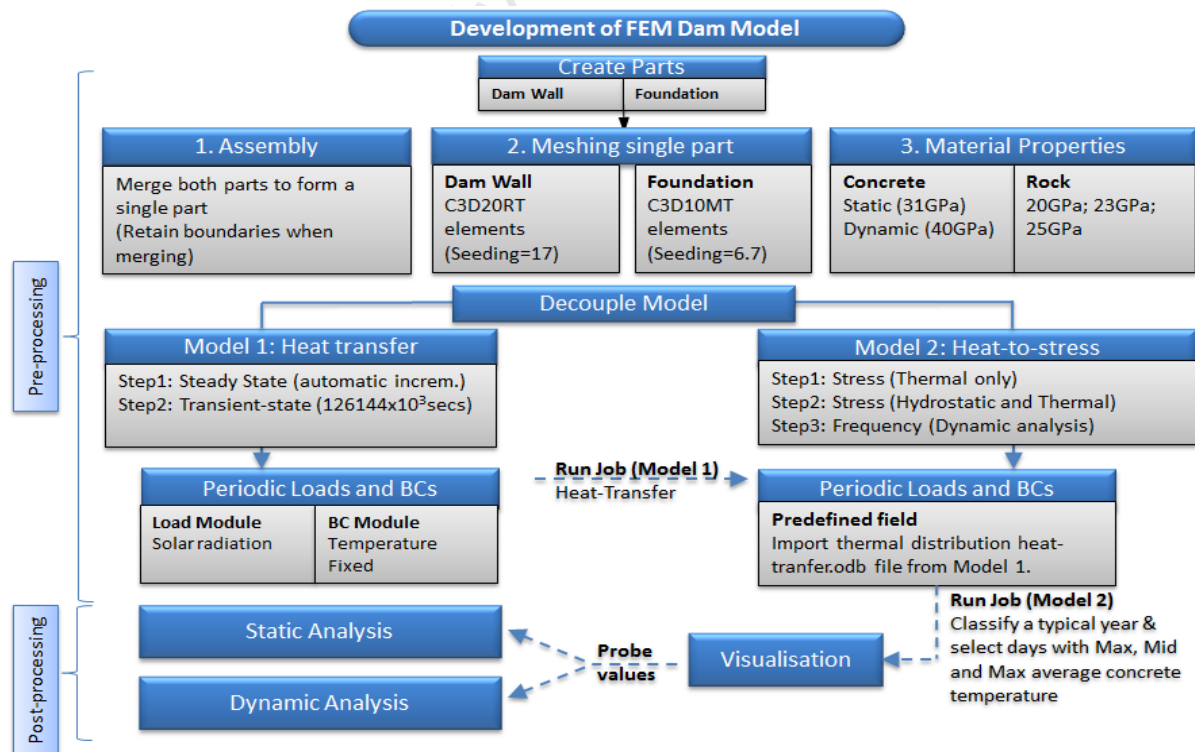 Development of FEM Dam Model
Create Parts
Dam Wall
Foundation
1. Assembly
Merge both parts to form a
single part
(Retain boundaries when
merging)
2. Meshing single part
Dam Wall
C3D20RT
elements
(Seeding=17)
Foundation
C3D10MT
elements
(Seeding=6.7)
3. Material Properties
Concrete
Static (31GPa)
Dynamic (40GPa)
Rock
20GPa; 23GPa;
25GPa
Pre-processing
Decouple Model
Model 1: Heat transfer
Step1: Steady State (automatic increm.)
Step2: Transient-state (126144x10³secs)
Model 2: Heat-to-stress
Step1: Stress (Thermal only)
Step2: Stress (Hydrostatic and Thermal)
Step3: Frequency (Dynamic analysis)
Periodic Loads and BCs
Load Module
Solar radiation
BC Module
Temperature
Fixed
Run Job (Model 1)
Heat-Transfer
Periodic Loads and BCs
Predefined field
Import thermal distribution heat-
tranfer.odb file from Model 1.
Run Job (Model 2)
Classify a typical year &
select days with Max, Mid
and Max average concrete
temperature
Post-processing
Static Analysis
Dynamic Analysis
Probe
values
Visualisation